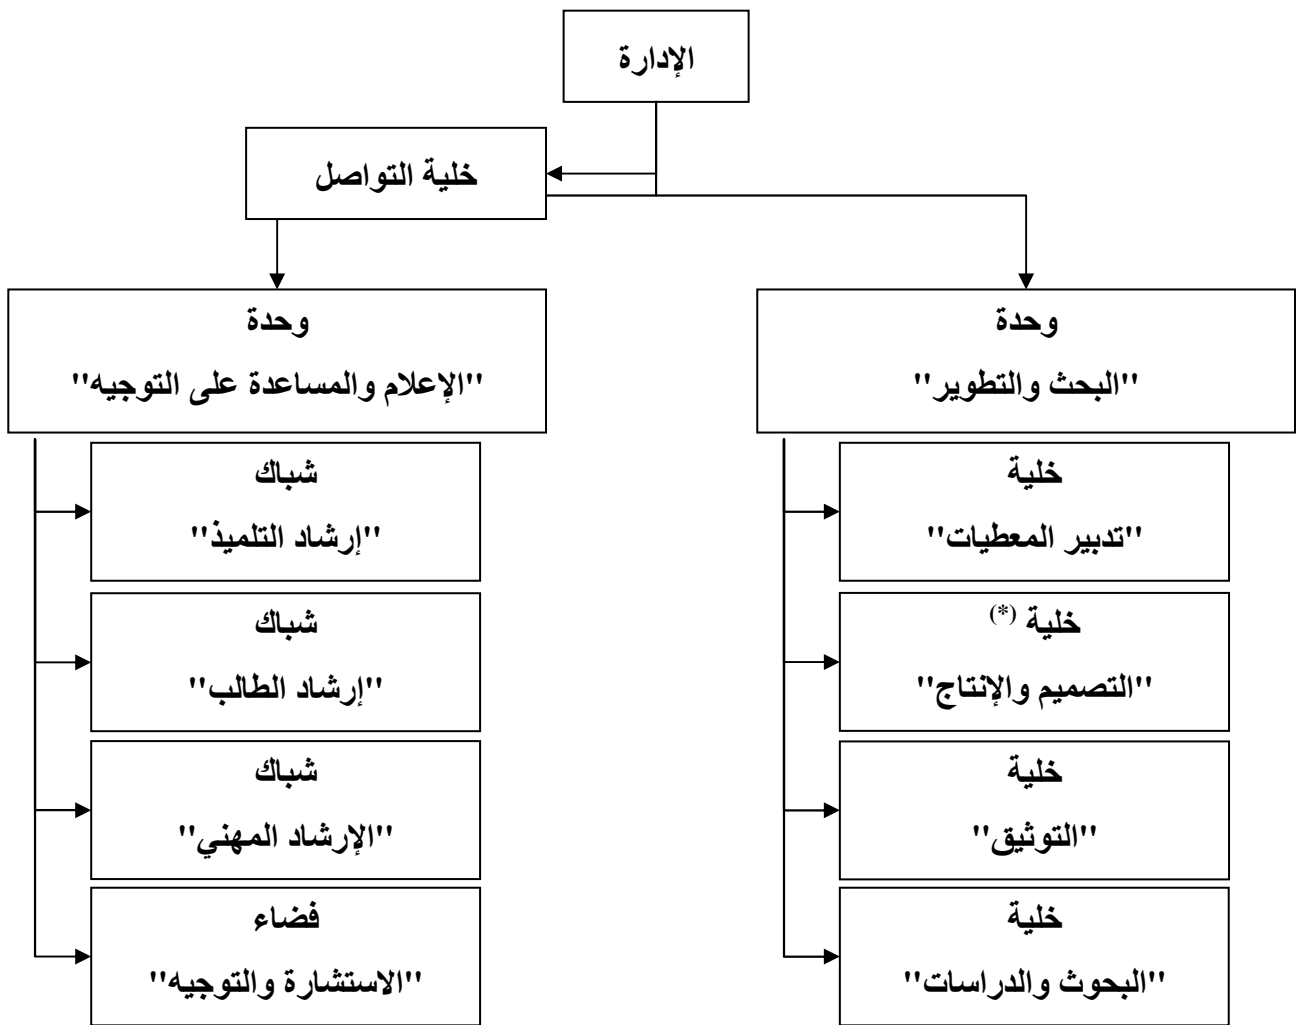 الإدارة
خلية التواصل
وحدة
"البحث والتطوير"
خلية
"تدبير المعطيات"
خلية (*)
"التصميم والإنتاج"
خلية
"التوثيق"
خلية
"البحوث والدراسات"
وحدة
"الإعلام والمساعدة على التوجيه"
شباك
"إرشاد التلميذ"
شباك
"إرشاد الطالب"
شباك
"الإرشاد المهني"
فضاء
"الاستشارة والتوجيه"